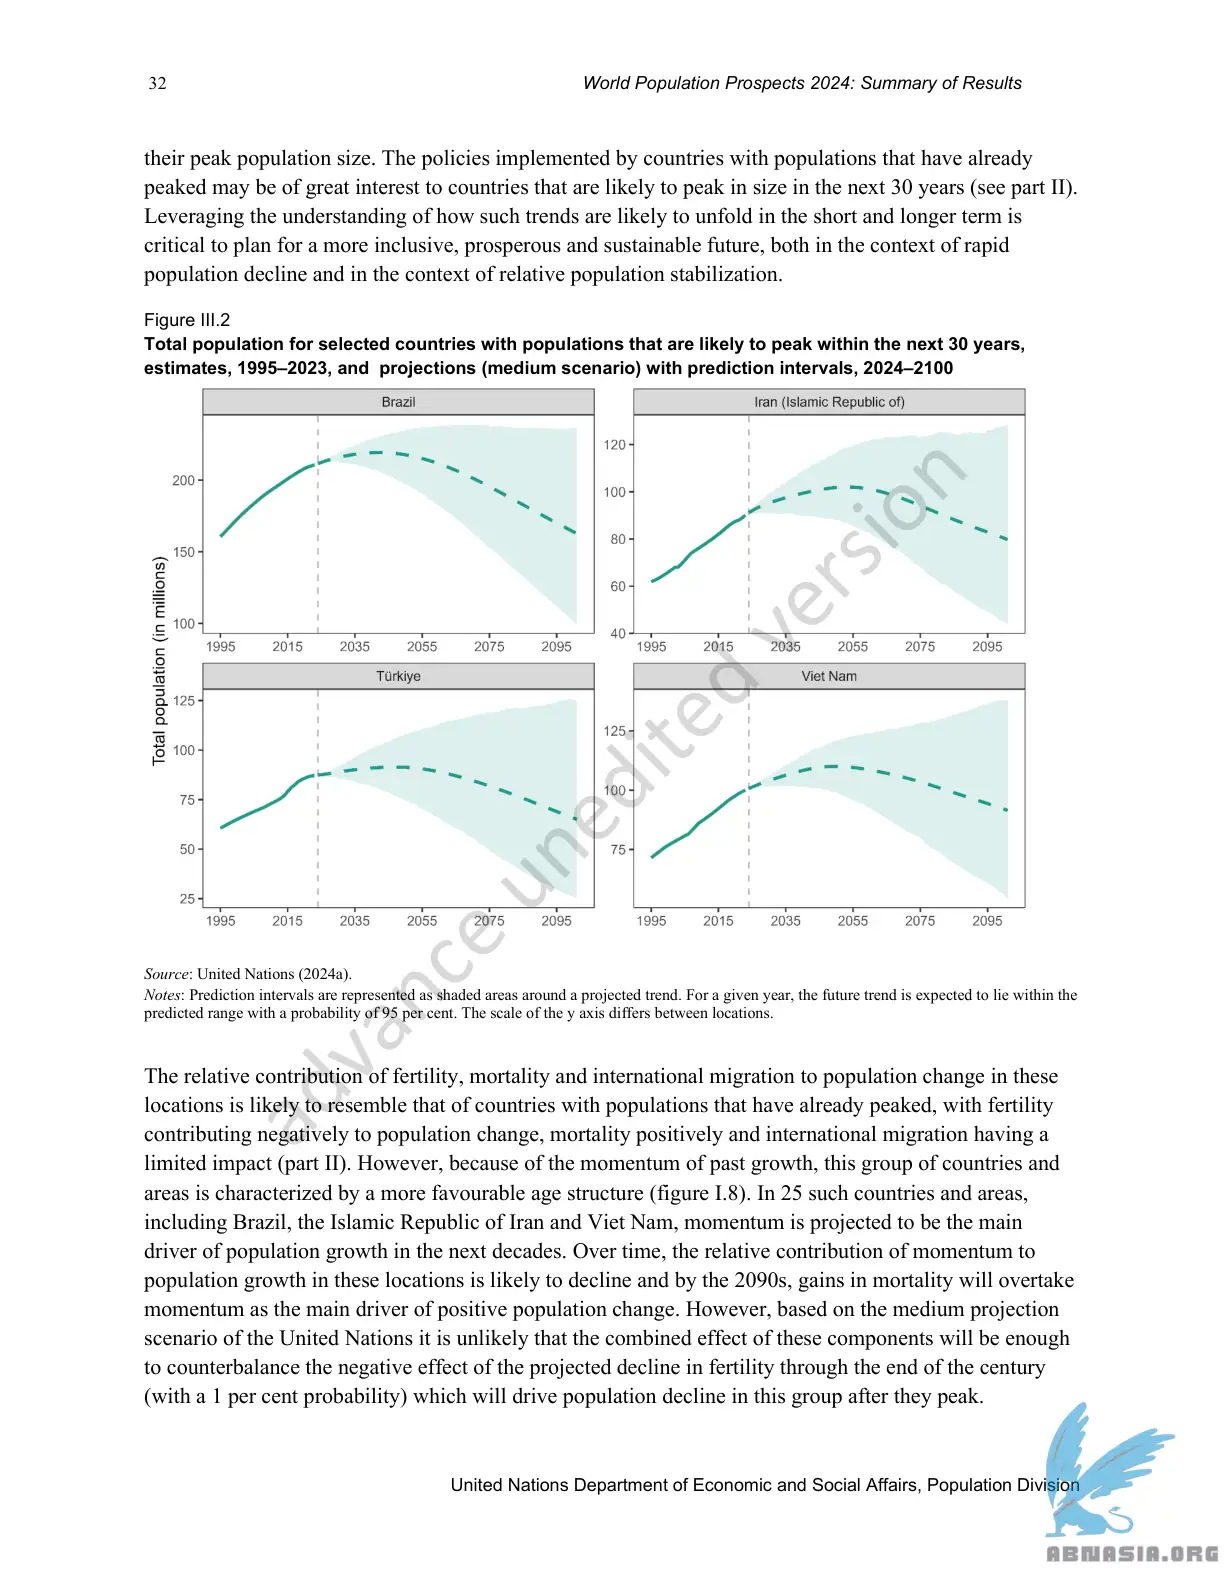 32
World Population Prospects 2024: Summary of Results
their peak population size. The policies implemented by countries with populations that have already
peaked may be of great interest to countries that are likely to peak in size in the next 30 years (see part II).
Leveraging the understanding of how such trends are likely to unfold in the short and longer term is
critical to plan for a more inclusive, prosperous and sustainable future, both in the context of rapid
population decline and in the context of relative population stabilization.
Figure III.2
Total population for selected countries with populations that are likely to peak within the next 30 years,
estimates, 1995–2023, and projections (medium scenario) with prediction intervals, 2024–2100
Total population (in millions)
Brazil
200
150
100
1995 2015 2035 2055 2075 2095
Iran (Islamic Republic of)
120
100
80
60
40
1995 2015 2035 2055 2075 2095
Türkiye
125
100
75
50
25
1995 2015 2035 2055 2075 2095
Viet Nam
125
100
75
1995 2015 2035 2055 2075 2095
advance unedited version
Source: United Nations (2024a).
Notes: Prediction intervals are represented as shaded areas around a projected trend. For a given year, the future trend is expected to lie within the
predicted range with a probability of 95 per cent. The scale of the y axis differs between locations.
The relative contribution of fertility, mortality and international migration to population change in these
locations is likely to resemble that of countries with populations that have already peaked, with fertility
contributing negatively to population change, mortality positively and international migration having a
limited impact (part II). However, because of the momentum of past growth, this group of countries and
areas is characterized by a more favourable age structure (figure I.8). In 25 such countries and areas,
including Brazil, the Islamic Republic of Iran and Viet Nam, momentum is projected to be the main
driver of population growth in the next decades. Over time, the relative contribution of momentum to
population growth in these locations is likely to decline and by the 2090s, gains in mortality will overtake
momentum as the main driver of positive population change. However, based on the medium projection
scenario of the United Nations it is unlikely that the combined effect of these components will be enough
to counterbalance the negative effect of the projected decline in fertility through the end of the century
(with a 1 per cent probability) which will drive population decline in this group after they peak.
United Nations Department of Economic and Social Affairs, Population Division
ABNASIA.ORG